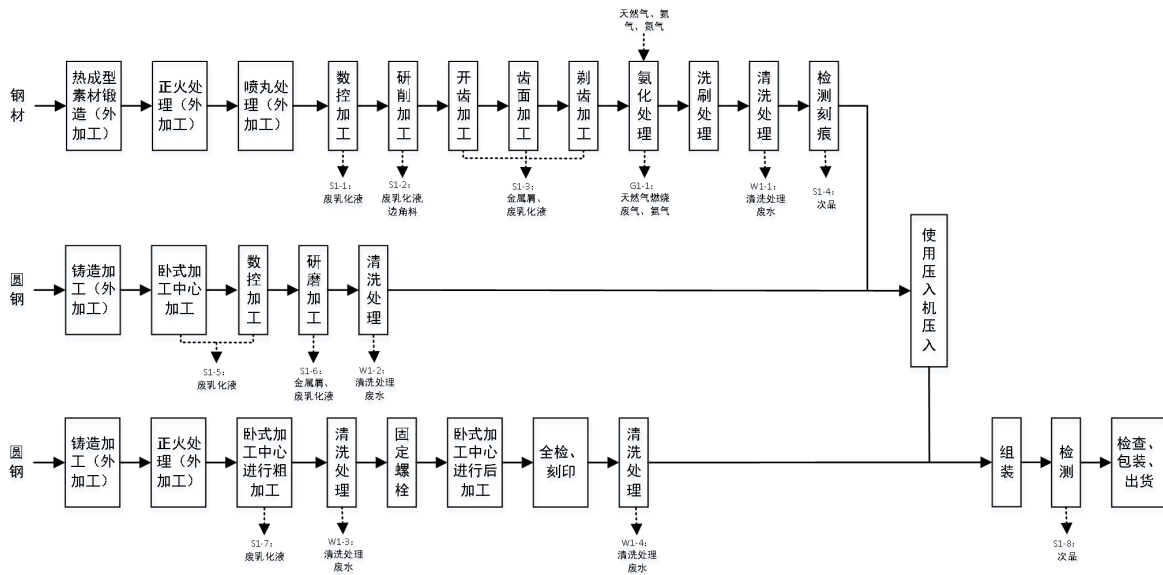 天然气、氨
气、氮气
钢
材
热成型
素材锻
造（外
加工）
正火处
理（外
加工）
喷丸处
理（外
加工）
数
控
加
工
研
削
加
工
开
齿
加
工
齿
面
加
工
剃
齿
加
工
氨
化
处
理
洗
刷
处
理
清
洗
处
理
检
测
刻
痕
S1-1：
废乳化液
S1-2：
废乳化液,
边角料
S1-3：
金属屑、
废乳化液
G1-1：
天然气燃烧
废气、氨气
W1-1：
清洗处理
废水
S1-4：
次品
使
用
压
入
机
压
入
圆
钢
铸造加
工（外
加工）
卧式加
工中心
加工
数
控
加
工
研
磨
加
工
清
洗
处
理
S1-5：
废乳化液
S1-6：
金属屑、
废乳化液
W1-2：
清洗处理
废水
圆
钢
铸造加
工（外
加工）
正火处
理（外
加工）
卧式加
工中心
进行粗
加工
清
洗
处
理
固
定
螺
栓
卧式加
工中心
进行后
加工
全检、
刻印
清
洗
处
理
组
装
检
测
检查、
包装、
出货
S1-7：
废乳化液
W1-3：
清洗处理
废水
W1-4：
清洗处理
废水
S1-8：
次品